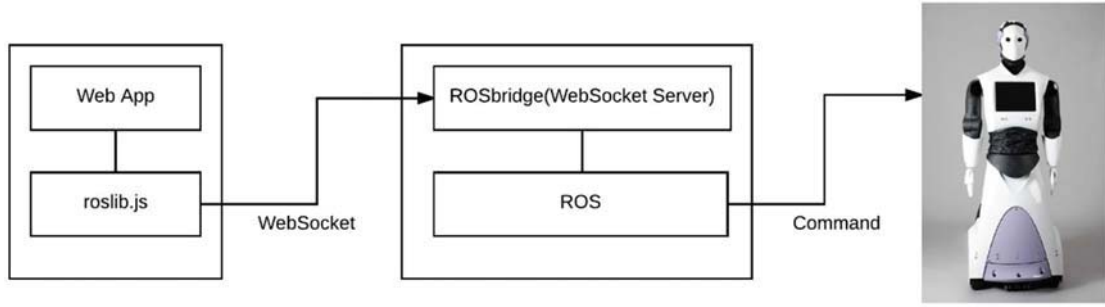 Web App
roslib.js
WebSocket
ROSbridge(WebSocket Server)
ROS
Command